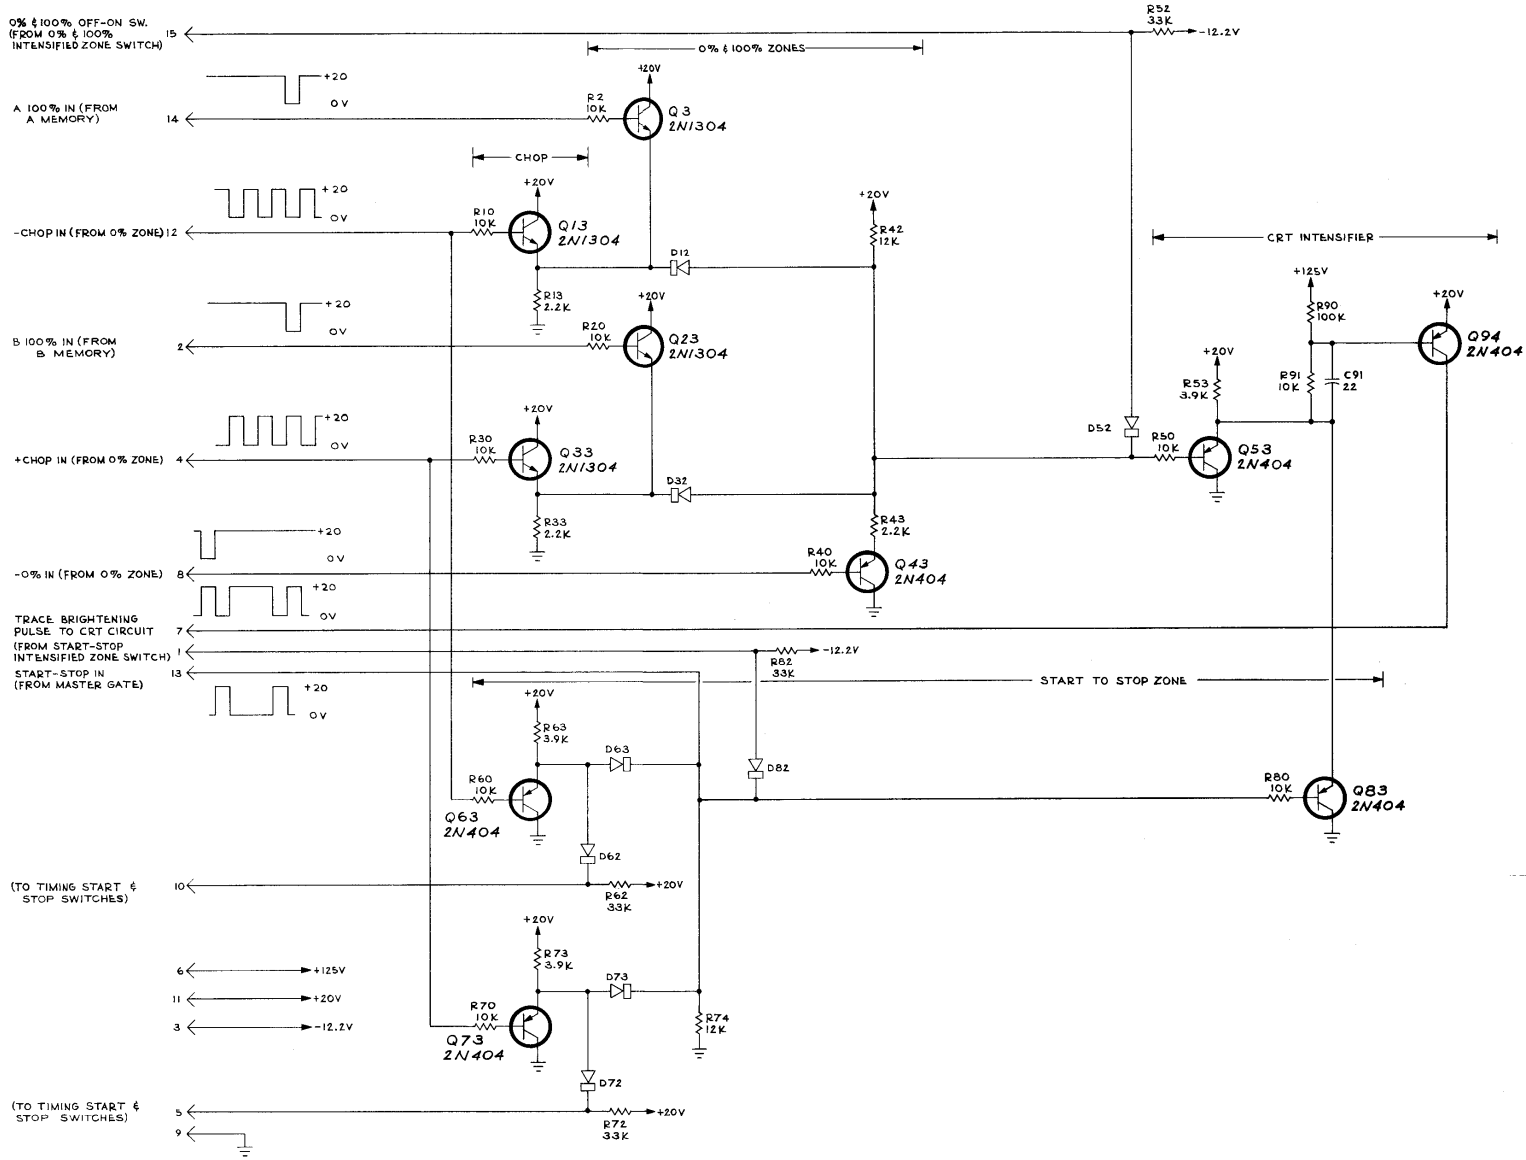 R52
33K
-12.2V
0% & 100% OFF-ON SW.
(FROM 0% & 100%
INTENSIFIED ZONE SWITCH)
15
0% & 100% ZONES
+20
0V
A 100% IN (FROM
A MEMORY)
14
R2
10K
+20V
Q3
2N1304
CHOP
+20
0V
-CHOP IN (FROM 0% ZONE)
12
R10
10K
+20V
Q13
2N1304
D12
+20V
R42
12K
R13
2.2K
CRT INTENSIFIER
+20
0V
B 100% IN (FROM
B MEMORY)
2
R20
10K
+20V
Q23
2N1304
+125V
R90
100K
+20V
Q94
2N404
+20V
R53
3.9K
R91
10K
C91
22
+20
0V
+CHOP IN (FROM 0% ZONE)
4
R30
10K
+20V
Q33
2N1304
D32
D52
R50
10K
Q53
2N404
R33
2.2K
R43
2.2K
+20
0V
-0% IN (FROM 0% ZONE)
8
R40
10K
Q43
2N404
+20
0V
TRACE BRIGHTENING
PULSE TO CRT CIRCUIT
7
(FROM START-STOP
INTENSIFIED ZONE SWITCH)
1
R82
33K
-12.2V
START-STOP IN
(FROM MASTER GATE)
13
START TO STOP ZONE
+20
0V
+20V
R63
3.9K
D63
D82
R60
10K
Q63
2N404
R80
10K
Q83
2N404
D62
(TO TIMING START &
STOP SWITCHES)
10
R62
33K
+20V
+20V
R73
3.9K
D73
6
+125V
11
+20V
3
-12.2V
R70
10K
Q73
2N404
R74
12K
D72
(TO TIMING START &
STOP SWITCHES)
5
R72
33K
+20V
9